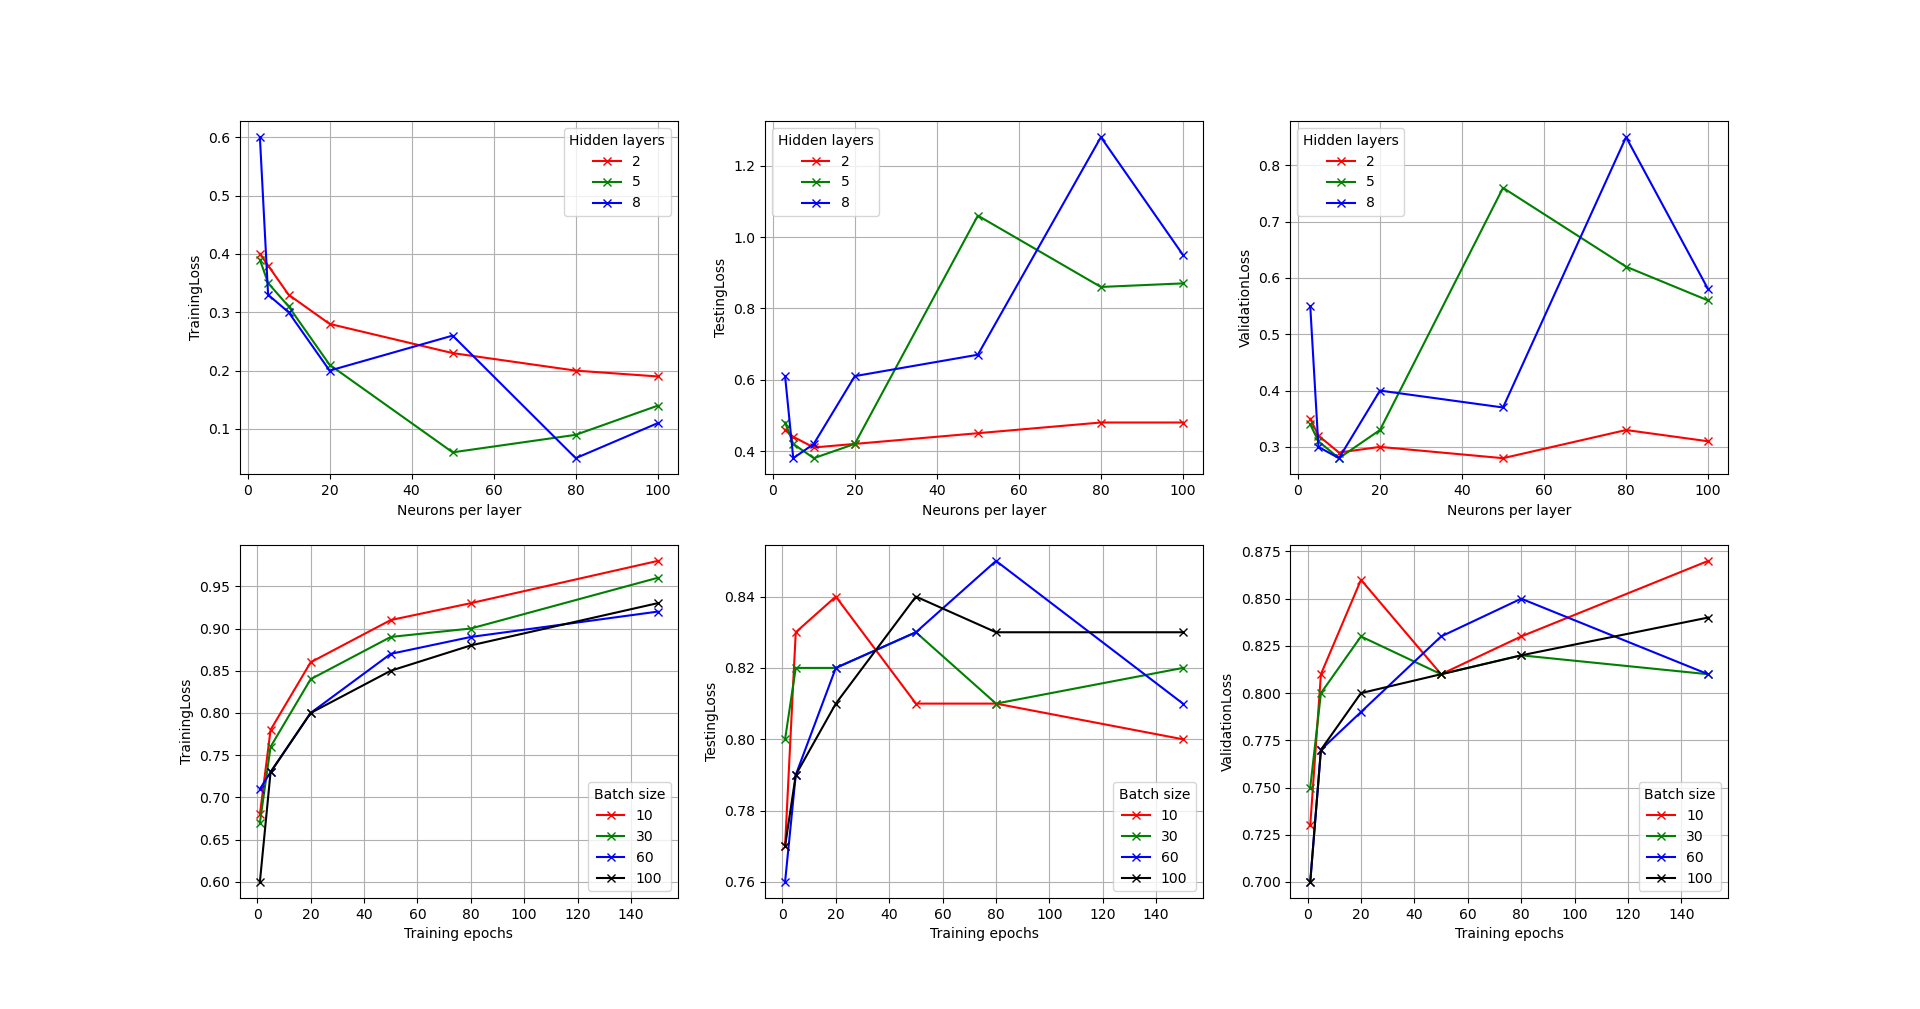 TrainingLoss
0.6
0.5
0.4
0.3
0.2
0.1
0 20 40 60 80 100
Neurons per layer
Hidden layers
2
5
8
TestingLoss
1.2
1.0
0.8
0.6
0.4
0 20 40 60 80 100
Neurons per layer
Hidden layers
2
5
8
ValidationLoss
0.8
0.7
0.6
0.5
0.4
0.3
0 20 40 60 80 100
Neurons per layer
Hidden layers
2
5
8
TrainingLoss
0.95
0.90
0.85
0.80
0.75
0.70
0.65
0.60
0 20 40 60 80 100 120 140
Training epochs
Batch size
10
30
60
100
TestingLoss
0.84
0.82
0.80
0.78
0.76
0 20 40 60 80 100 120 140
Training epochs
Batch size
10
30
60
100
ValidationLoss
0.875
0.850
0.825
0.800
0.775
0.750
0.725
0.700
0 20 40 60 80 100 120 140
Training epochs
Batch size
10
30
60
100